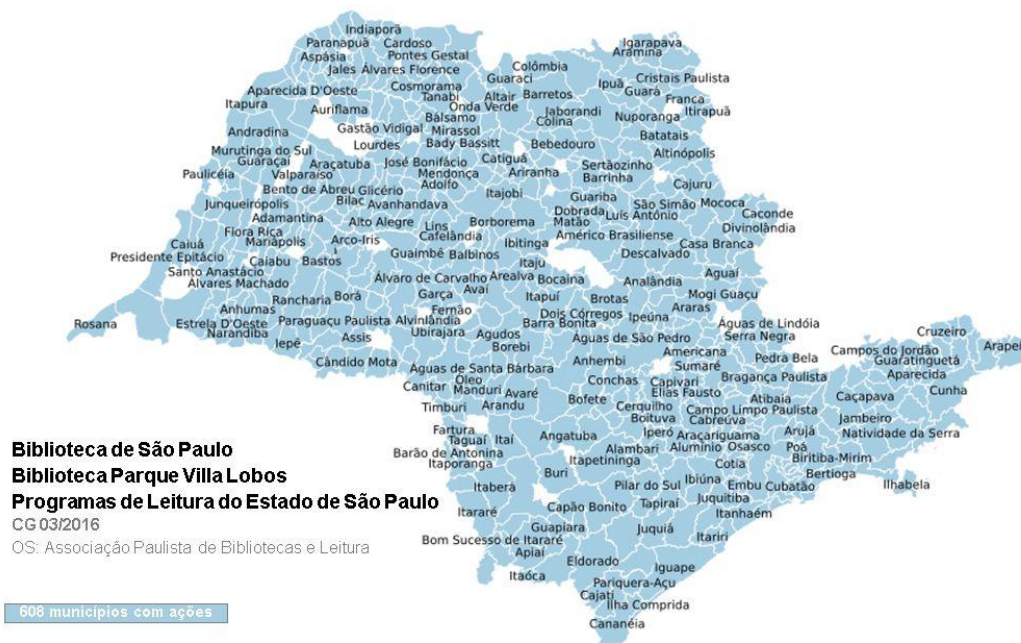 Indiaporã
Paranapuã
Cardoso
Igarapava
Aramina
Aspásia
Pontes Gestal
Jales
Álvares Florence
Colômbia
Guaraci
Ipuã
Cristais Paulista
Aparecida D'Oeste
Cosmorama
Guará
Tanabi
Altair
Barretos
Franca
Itapura
Auriflama
Onda Verde
Jaborandi
Itirapuã
Bálsamo
Colina
Nuporanga
Andradina
Gastão Vidigal
Mirassol
Batatais
Lourdes
Bady Bassitt
Bebedouro
Murutinga do Sul
Altinópolis
Guaraçaí
Araçatuba
José Bonifácio
Catiguá
Sertãozinho
Paulicéia
Valparaíso
Mendonça
Ariranha
Barrinha
Bento de Abreu
Glicério
Adolfo
Cajuru
Junqueirópolis
Bilac
Avanhandava
Itajobi
Guariba
São Simão
Mococa
Adamantina
Alto Alegre
Lins
Borborema
Dobrada
Luís Antônio
Caconde
Flora Rica
Matão
Divinolândia
Mariápolis
Arco-Iris
Cafelândia
Ibitinga
Américo Brasiliense
Casa Branca
Caiuá
Presidente Epitácio
Caiabu
Bastos
Guaimbê
Balbinos
Descalvado
Itaju
Santo Anastácio
Álvaro de Carvalho
Arealva
Bocaina
Analândia
Aguaí
Álvares Machado
Avaí
Rancharia
Borá
Garça
Itapuí
Brotas
Mogi Guaçu
Anhumas
Fernão
Dois Córregos
Ipeúna
Araras
Rosana
Estrela D'Oeste
Paraguaçu Paulista
Alvinlândia
Barra Bonita
Águas de Lindóia
Narandiba
Ubirajara
Agudos
Águas de São Pedro
Serra Negra
Cruzeiro
Iepê
Assis
Borebi
Americana
Campos do Jordão
Arapeí
Cândido Mota
Anhembi
Sumaré
Pedra Bela
Guaratinguetá
Águas de Santa Bárbara
Aparecida
Canitar
Óleo
Conchas
Capivari
Bragança Paulista
Manduri
Avaré
Elias Fausto
Atibaia
Caçapava
Cunha
Timburi
Arandu
Bofete
Cerquilho
Campo Limpo Paulista
Boituva
Cabreúva
Jambeiro
Fartura
Taguaí
Itaí
Angatuba
Iperó
Araçariguama
Arujá
Natividade da Serra
Barão de Antonina
Alambari
Alumínio
Osasco
Poá
Itaporanga
Itapetininga
Cotia
Biritiba-Mirim
Buri
Ibiúna
Bertioga
Itaberá
Pilar do Sul
Embu
Cubatão
Ilhabela
Juquitiba
Itararé
Capão Bonito
Tapiraí
Itanhaém
Guapiara
Juquiá
Bom Sucesso de Itararé
Itariri
Apiaí
Eldorado
Itaóca
Iguape
Pariquera-Açu
Cajati
Ilha Comprida
Cananéia
Biblioteca de São Paulo
Biblioteca Parque Villa Lobos
Programas de Leitura do Estado de São Paulo
CG 03/2016
OS: Associação Paulista de Bibliotecas e Leitura
608 municípios com ações